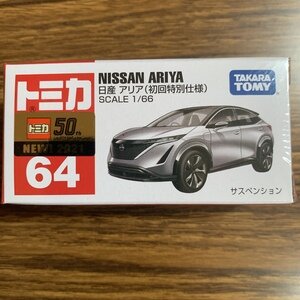 トミカ
トミカ 50th
NEW! 2021
64
NISSAN ARIYA
日産 アリア(初回特別仕様)
SCALE 1/66
TAKARA
TOMY
サスペンション